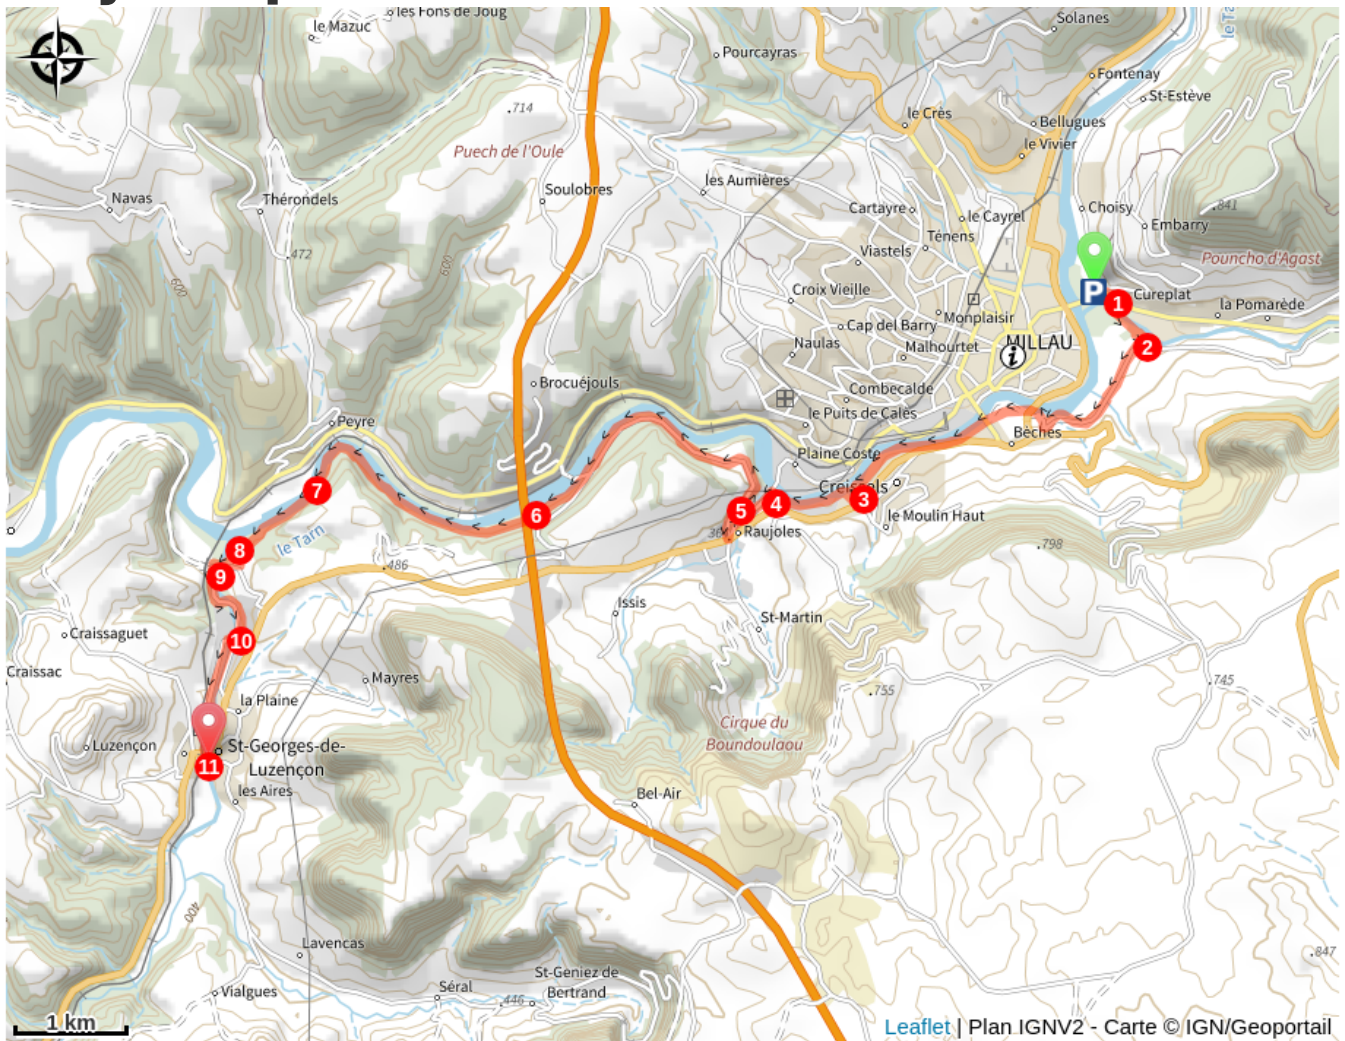 les Fons de Joug
le Mazuc
Solanes
Pourcayras
Fontenay
St-Estève
.714
le Crès
Bellugues
Puech de l'Oule
le Vivier
les Aumières
Soulobres
Navas
Thérondels
Cartayre
le Cayrel
Choisy
.841
Embarry
Ténens
Viastels
.472
600
Pouncho d'Agast
600
Croix Vieille
P
1
Cureplat
la Pomarède
Monplaisir
Cap del Barry
Naulas
Malhourtet
MILLAU
i
2
Brocuéjouls
Combecalde
le Puits de Calès
Peyre
Bèches
Plaine Coste
Creissels
7
3
4
5
6
le Moulin Haut
Raujoles
le Tarn
8
.798
.486
9
Issis
St-Martin
Craissaguet
10
Craissac
Mayres
.745
.755
la Plaine
Cirque du
Boundoulaou
Luzençon
St-Georges-de-
Luzençon
11
les Aires
Bel-Air
400
Lavencas
.847
St-Geniez de
Bertrand
Séral
.446
Vialgues
1 km
Leaflet | Plan IGNV2 - Carte © IGN/Geoportail